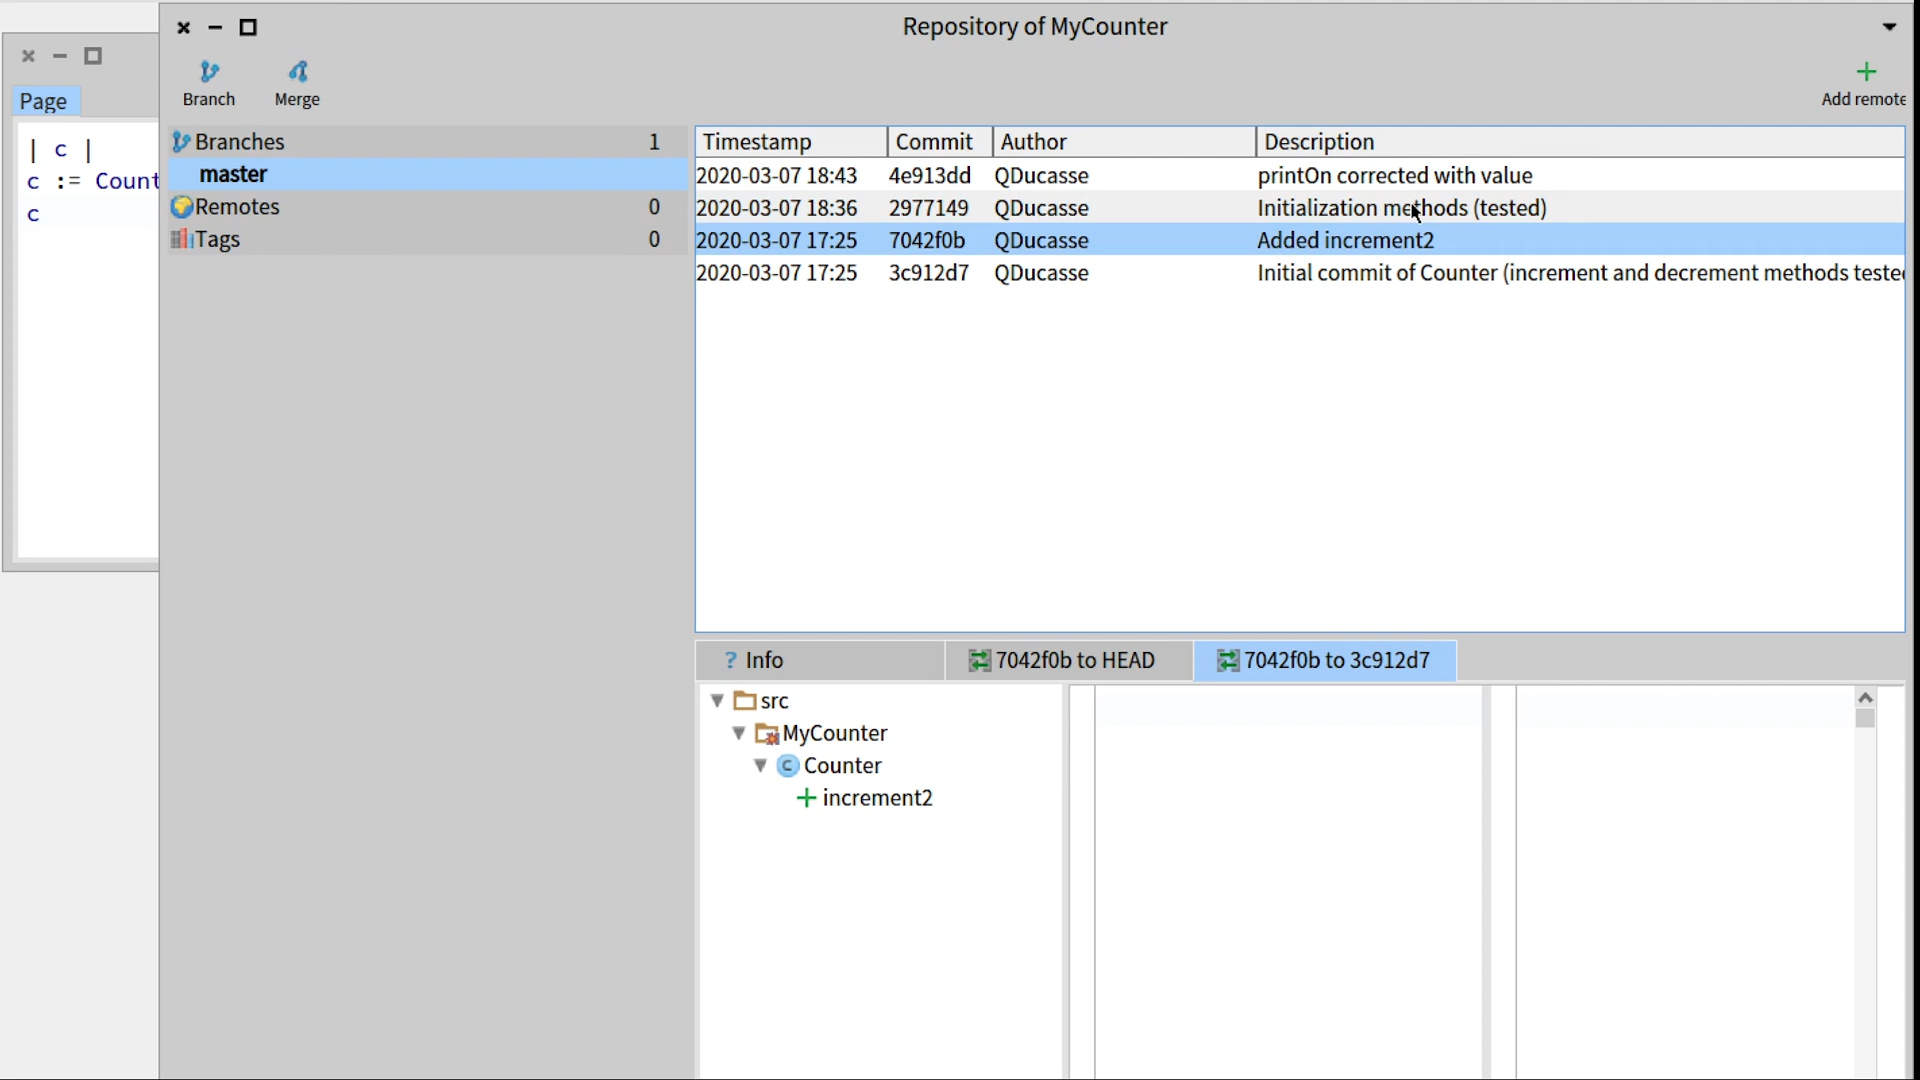 Repository of MyCounter
Branch
Merge
Add remote
Page
| c |
c := Count
c
Branches 1
master
Remotes 0
Tags 0
Timestamp Commit Author Description
2020-03-07 18:43 4e913dd QDucasse printOn corrected with value
2020-03-07 18:36 2977149 QDucasse Initialization methods (tested)
2020-03-07 17:25 7042f0b QDucasse Added increment2
2020-03-07 17:25 3c912d7 QDucasse Initial commit of Counter (increment and decrement methods teste
? Info
7042f0b to HEAD
7042f0b to 3c912d7
src
MyCounter
C Counter
increment2